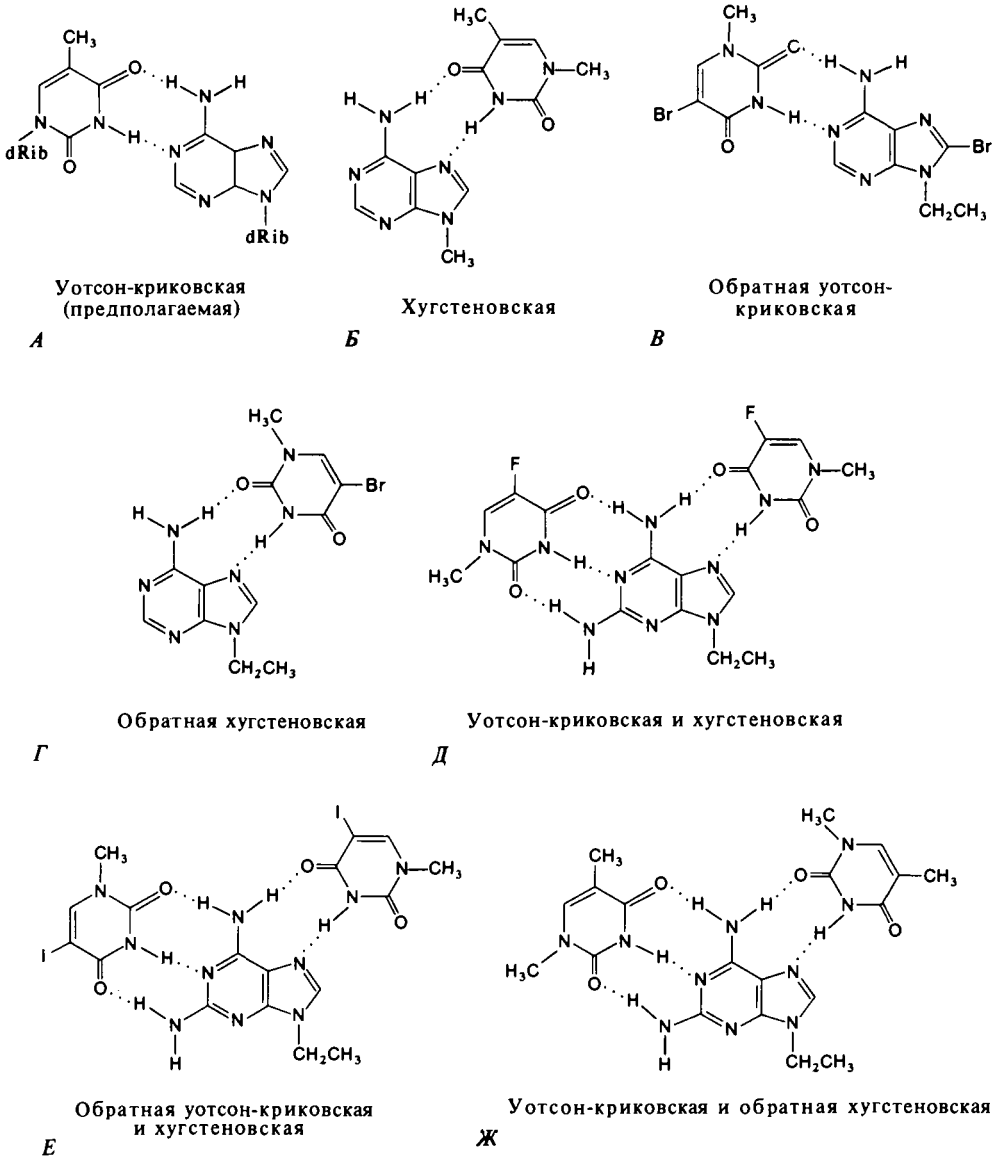 CH₃
O
H
H
N
N
H
N
O
dRib
N
N
N
N
dRib
Уотсон-криковская
(предполагаемая)
А
H₃C
O
N
CH₃
H
H
N
N
O
H
N
N
N
N
CH₃
Хугстеновская
Б
CH₃
N
C
H
H
N
N
H
Br
O
N
N
N
N
Br
CH₂CH₃
Обратная уотсон-
криковская
В
H₃C
N
O
Br
H
H
N
N
O
H
N
N
N
N
CH₂CH₃
Обратная хугстеновская
Г
F
O
N
H
N
H₃C
O
H
H
N
N
H
N
H
N
N
N
CH₂CH₃
F
O
N
CH₃
N
O
H
Уотсон-криковская и хугстеновская
Д
CH₃
N
O
N
H
I
O
H
H
N
N
H
N
H
N
N
N
CH₂CH₃
I
O
N
CH₃
N
O
H
Обратная уотсон-криковская
и хугстеновская
Е
CH₃
O
N
H
N
H₃C
O
H
H
N
N
H
N
H
N
N
N
CH₂CH₃
H₃C
N
O
CH₃
N
O
H
Уотсон-криковская и обратная хугстеновская
Ж